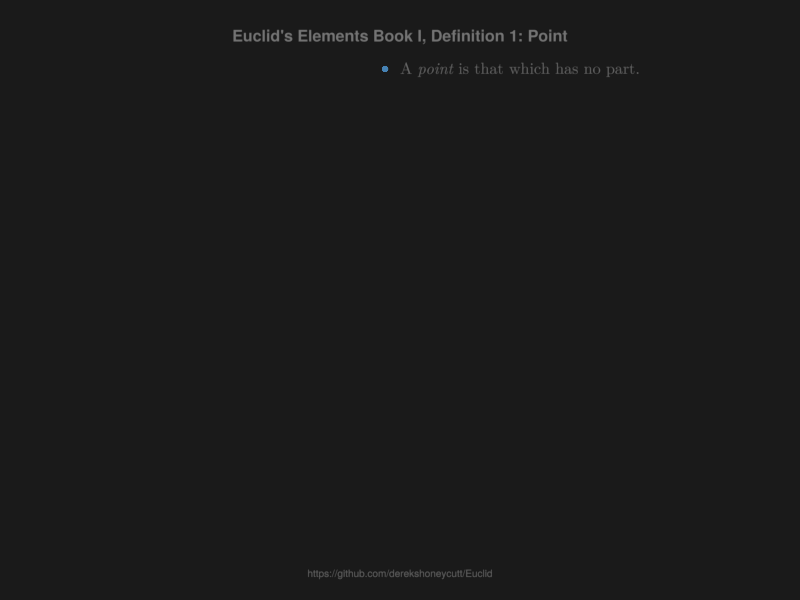 Euclid's Elements Book I, Definition 1: Point
A point is that which has no part.
https://github.com/derekshoneycutt/Euclid